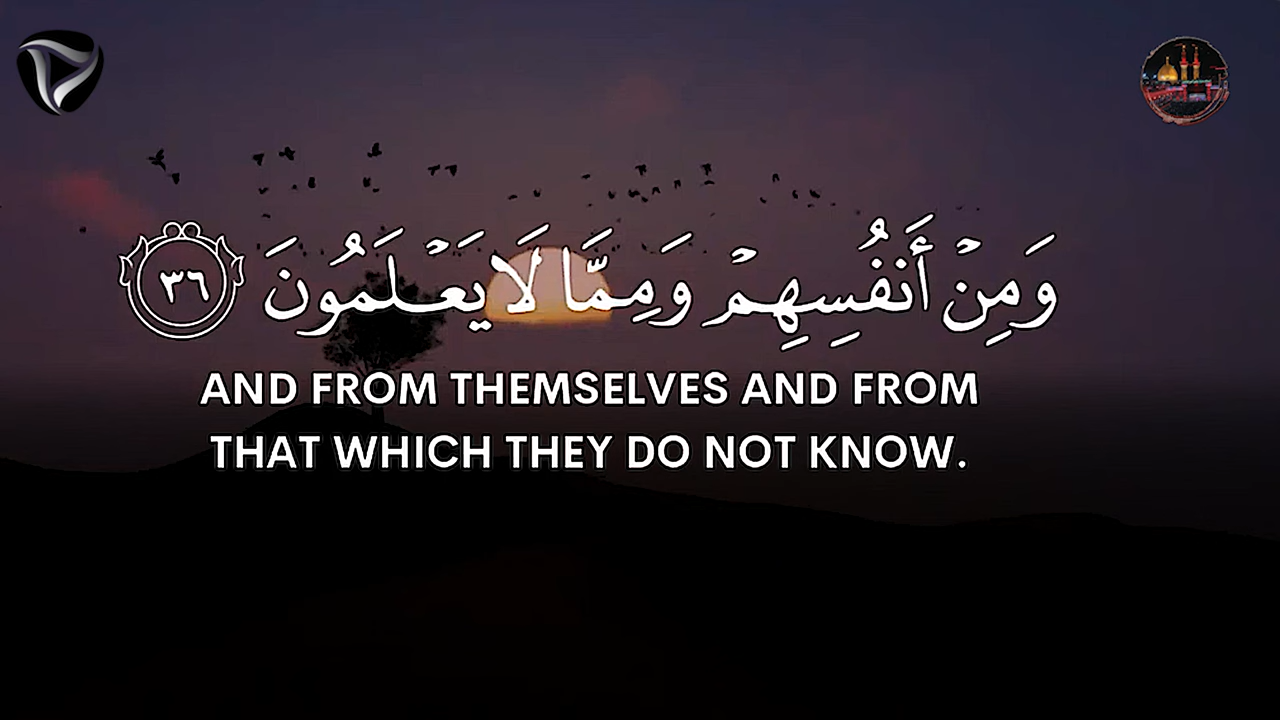 وَمِنْ أَنفُسِهِمْ وَمِمَّا لَا يَعْلَمُونَ ٣٦
AND FROM THEMSELVES AND FROM
THAT WHICH THEY DO NOT KNOW.